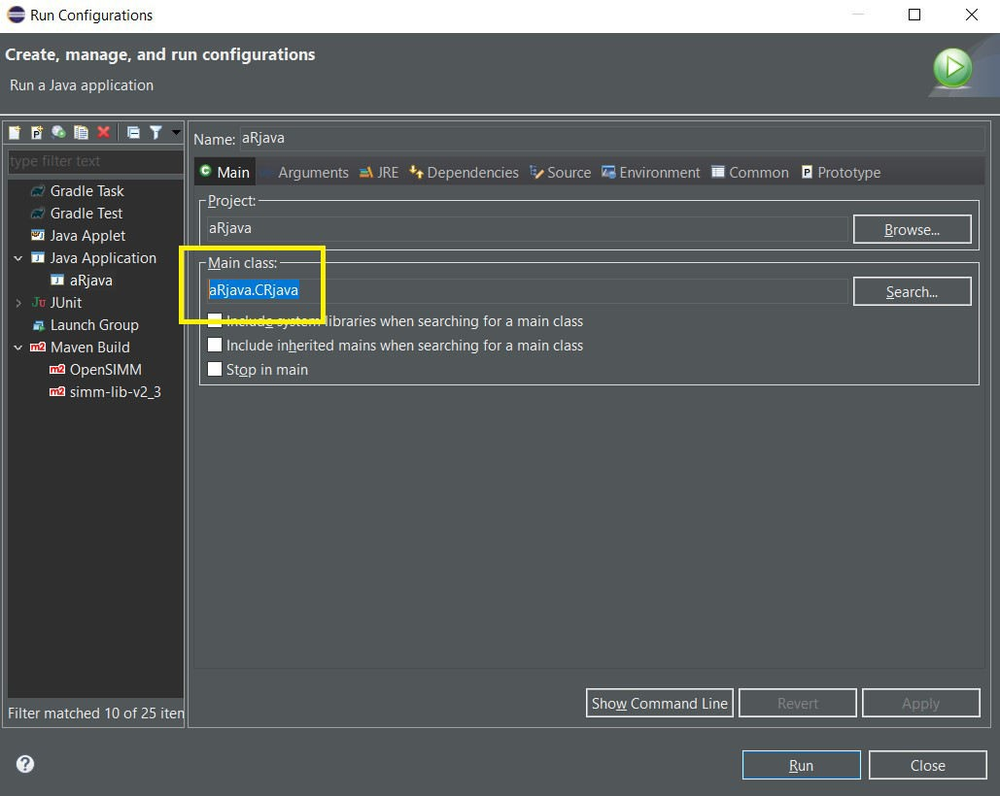 Run Configurations
Create, manage, and run configurations
Run a Java application
type filter text
Gradle Task
Gradle Test
Java Applet
Java Application
aRjava
JUnit
Launch Group
Maven Build
OpenSIMM
simm-lib-v2_3
Filter matched 10 of 25 iten
Name: aRjava
Main Arguments JRE Dependencies Source Environment Common Prototype
Project:
aRjava Browse...
Main class:
aRjava.CRjava Search...
Include system libraries when searching for a main class
Include inherited mains when searching for a main class
Stop in main
Show Command Line Revert Apply
Run Close